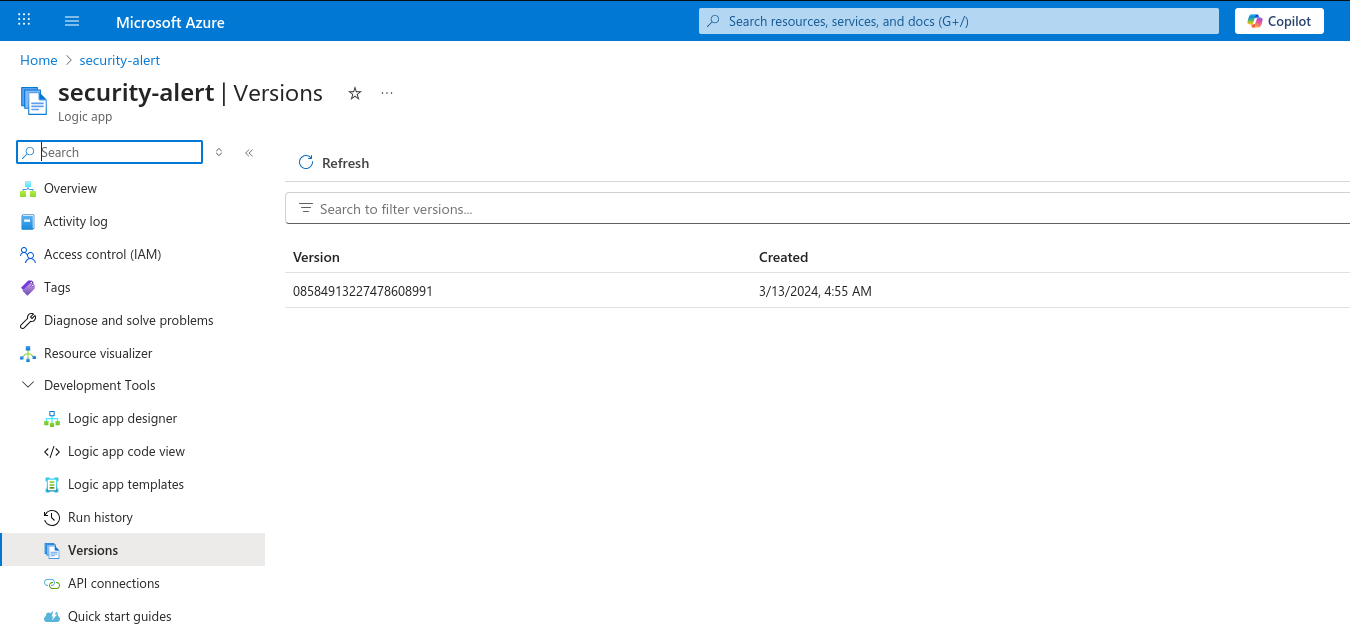 Microsoft Azure
Search resources, services, and docs (G+/)
Copilot
Home > security-alert
security-alert | Versions
Logic app
Search
Overview
Activity log
Access control (IAM)
Tags
Diagnose and solve problems
Resource visualizer
Development Tools
Logic app designer
Logic app code view
Logic app templates
Run history
Versions
API connections
Quick start guides
Refresh
Search to filter versions...
Version Created
08584913227478608991 3/13/2024, 4:55 AM